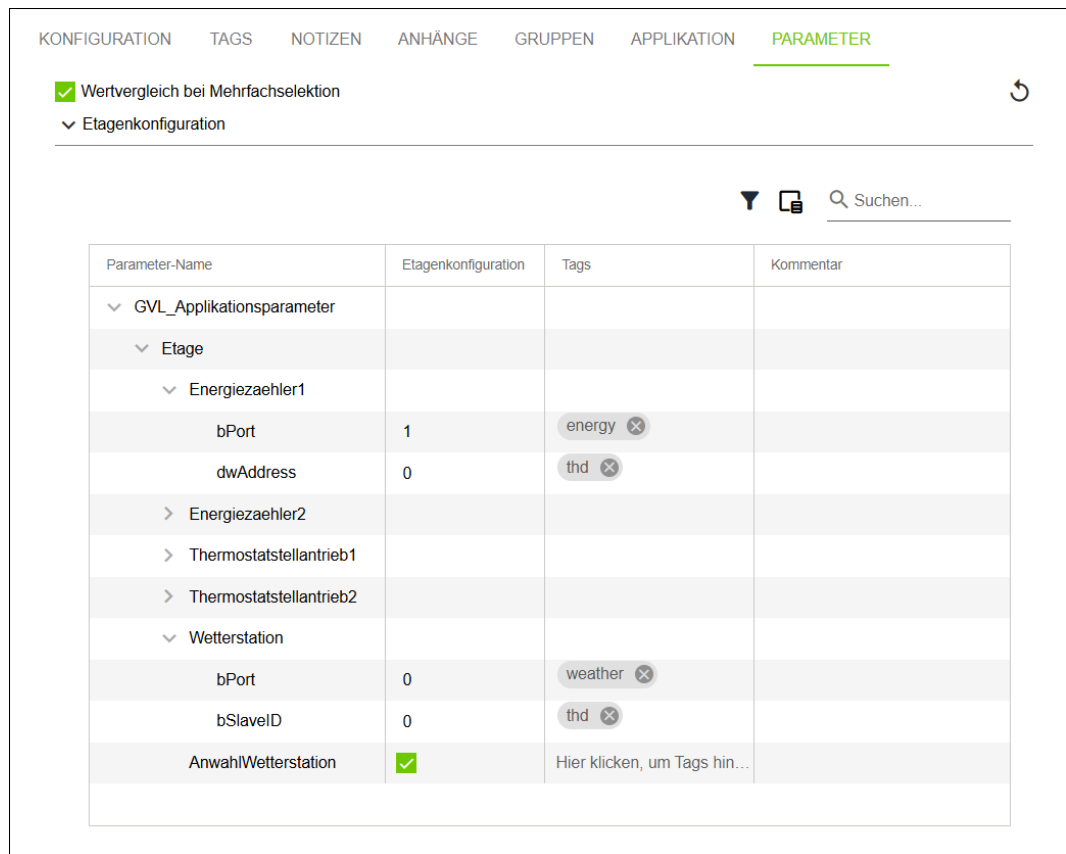 KONFIGURATION TAGS NOTIZEN ANHÄNGE GRUPPEN APPLIKATION PARAMETER
Wertvergleich bei Mehrfachselektion
Etagenkonfiguration
Suchen...
Parameter-Name Etagenkonfiguration Tags Kommentar
GVL_Applikationsparameter
Etage
Energiezaehler1
bPort 1 energy
dwAddress 0 thd
Energiezaehler2
Thermostatstellantrieb1
Thermostatstellantrieb2
Wetterstation
bPort 0 weather
bSlaveID 0 thd
AnwahlWetterstation Hier klicken, um Tags hin...